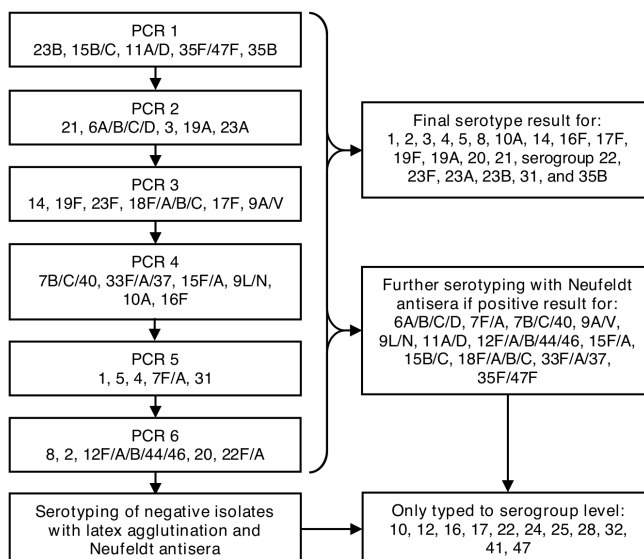 PCR 1
23B, 15B/C, 11A/D, 35F/47F, 35B
PCR 2
21, 6A/B/C/D, 3, 19A, 23A
PCR 3
14, 19F, 23F, 18F/A/B/C, 17F, 9A/V
PCR 4
7B/C/40, 33F/A/37, 15F/A, 9L/N,
10A, 16F
PCR 5
1, 5, 4, 7F/A, 31
PCR 6
8, 2, 12F/A/B/44/46, 20, 22F/A
Serotyping of negative isolates
with latex agglutination and
Neufeldt antisera
Final serotype result for:
1, 2, 3, 4, 5, 8, 10A, 14, 16F, 17F,
19F, 19A, 20, 21, serogroup 22,
23F, 23A, 23B, 31, and 35B
Further serotyping with Neufeldt
antisera if positive result for:
6A/B/C/D, 7F/A, 7B/C/40, 9A/V,
9L/N, 11A/D, 12F/A/B/44/46, 15F/A,
15B/C, 18F/A/B/C, 33F/A/37,
35F/47F
Only typed to serogroup level:
10, 12, 16, 17, 22, 24, 25, 28, 32,
41, 47